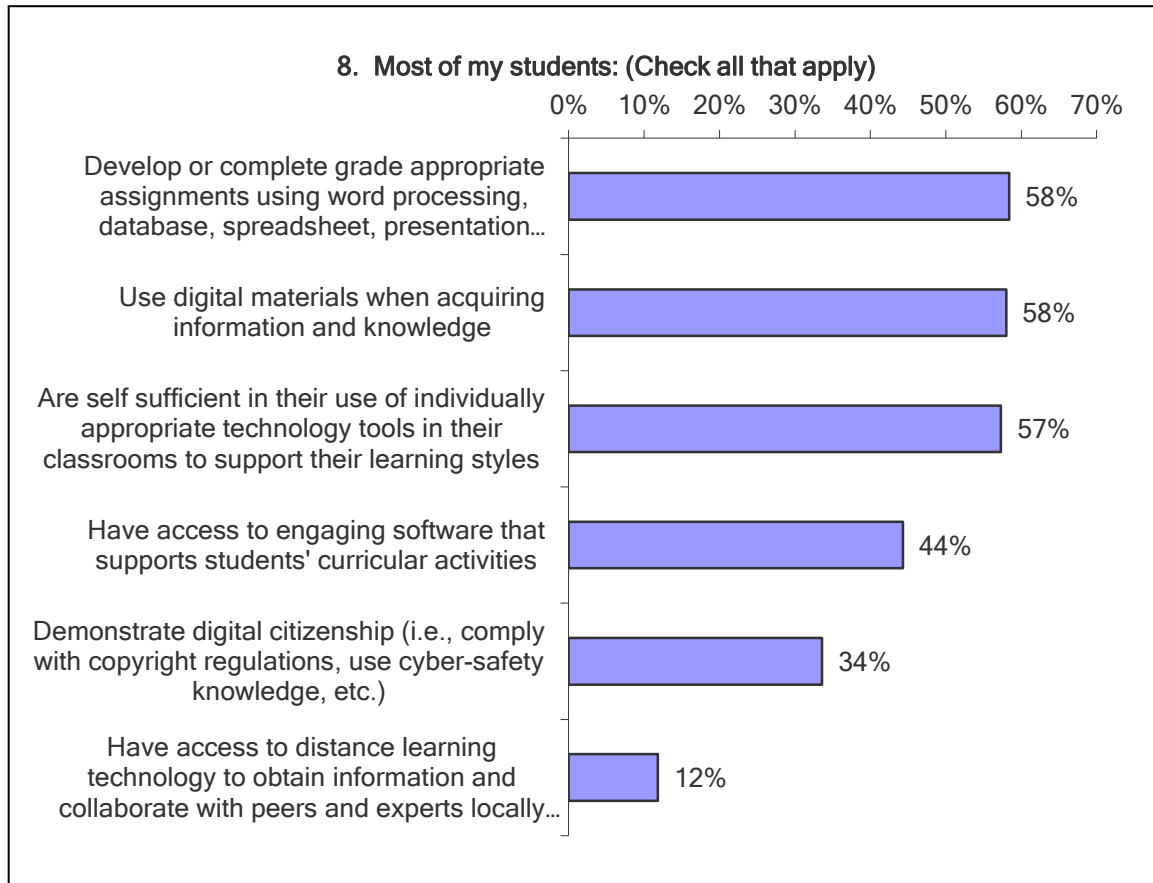 8. Most of my students: (Check all that apply)
0% 10% 20% 30% 40% 50% 60% 70%
Develop or complete grade appropriate
assignments using word processing,
database, spreadsheet, presentation...
58%
Use digital materials when acquiring
information and knowledge
58%
Are self sufficient in their use of individually
appropriate technology tools in their
classrooms to support their learning styles
57%
Have access to engaging software that
supports students' curricular activities
44%
Demonstrate digital citizenship (i.e., comply
with copyright regulations, use cyber-safety
knowledge, etc.)
34%
Have access to distance learning
technology to obtain information and
collaborate with peers and experts locally...
12%